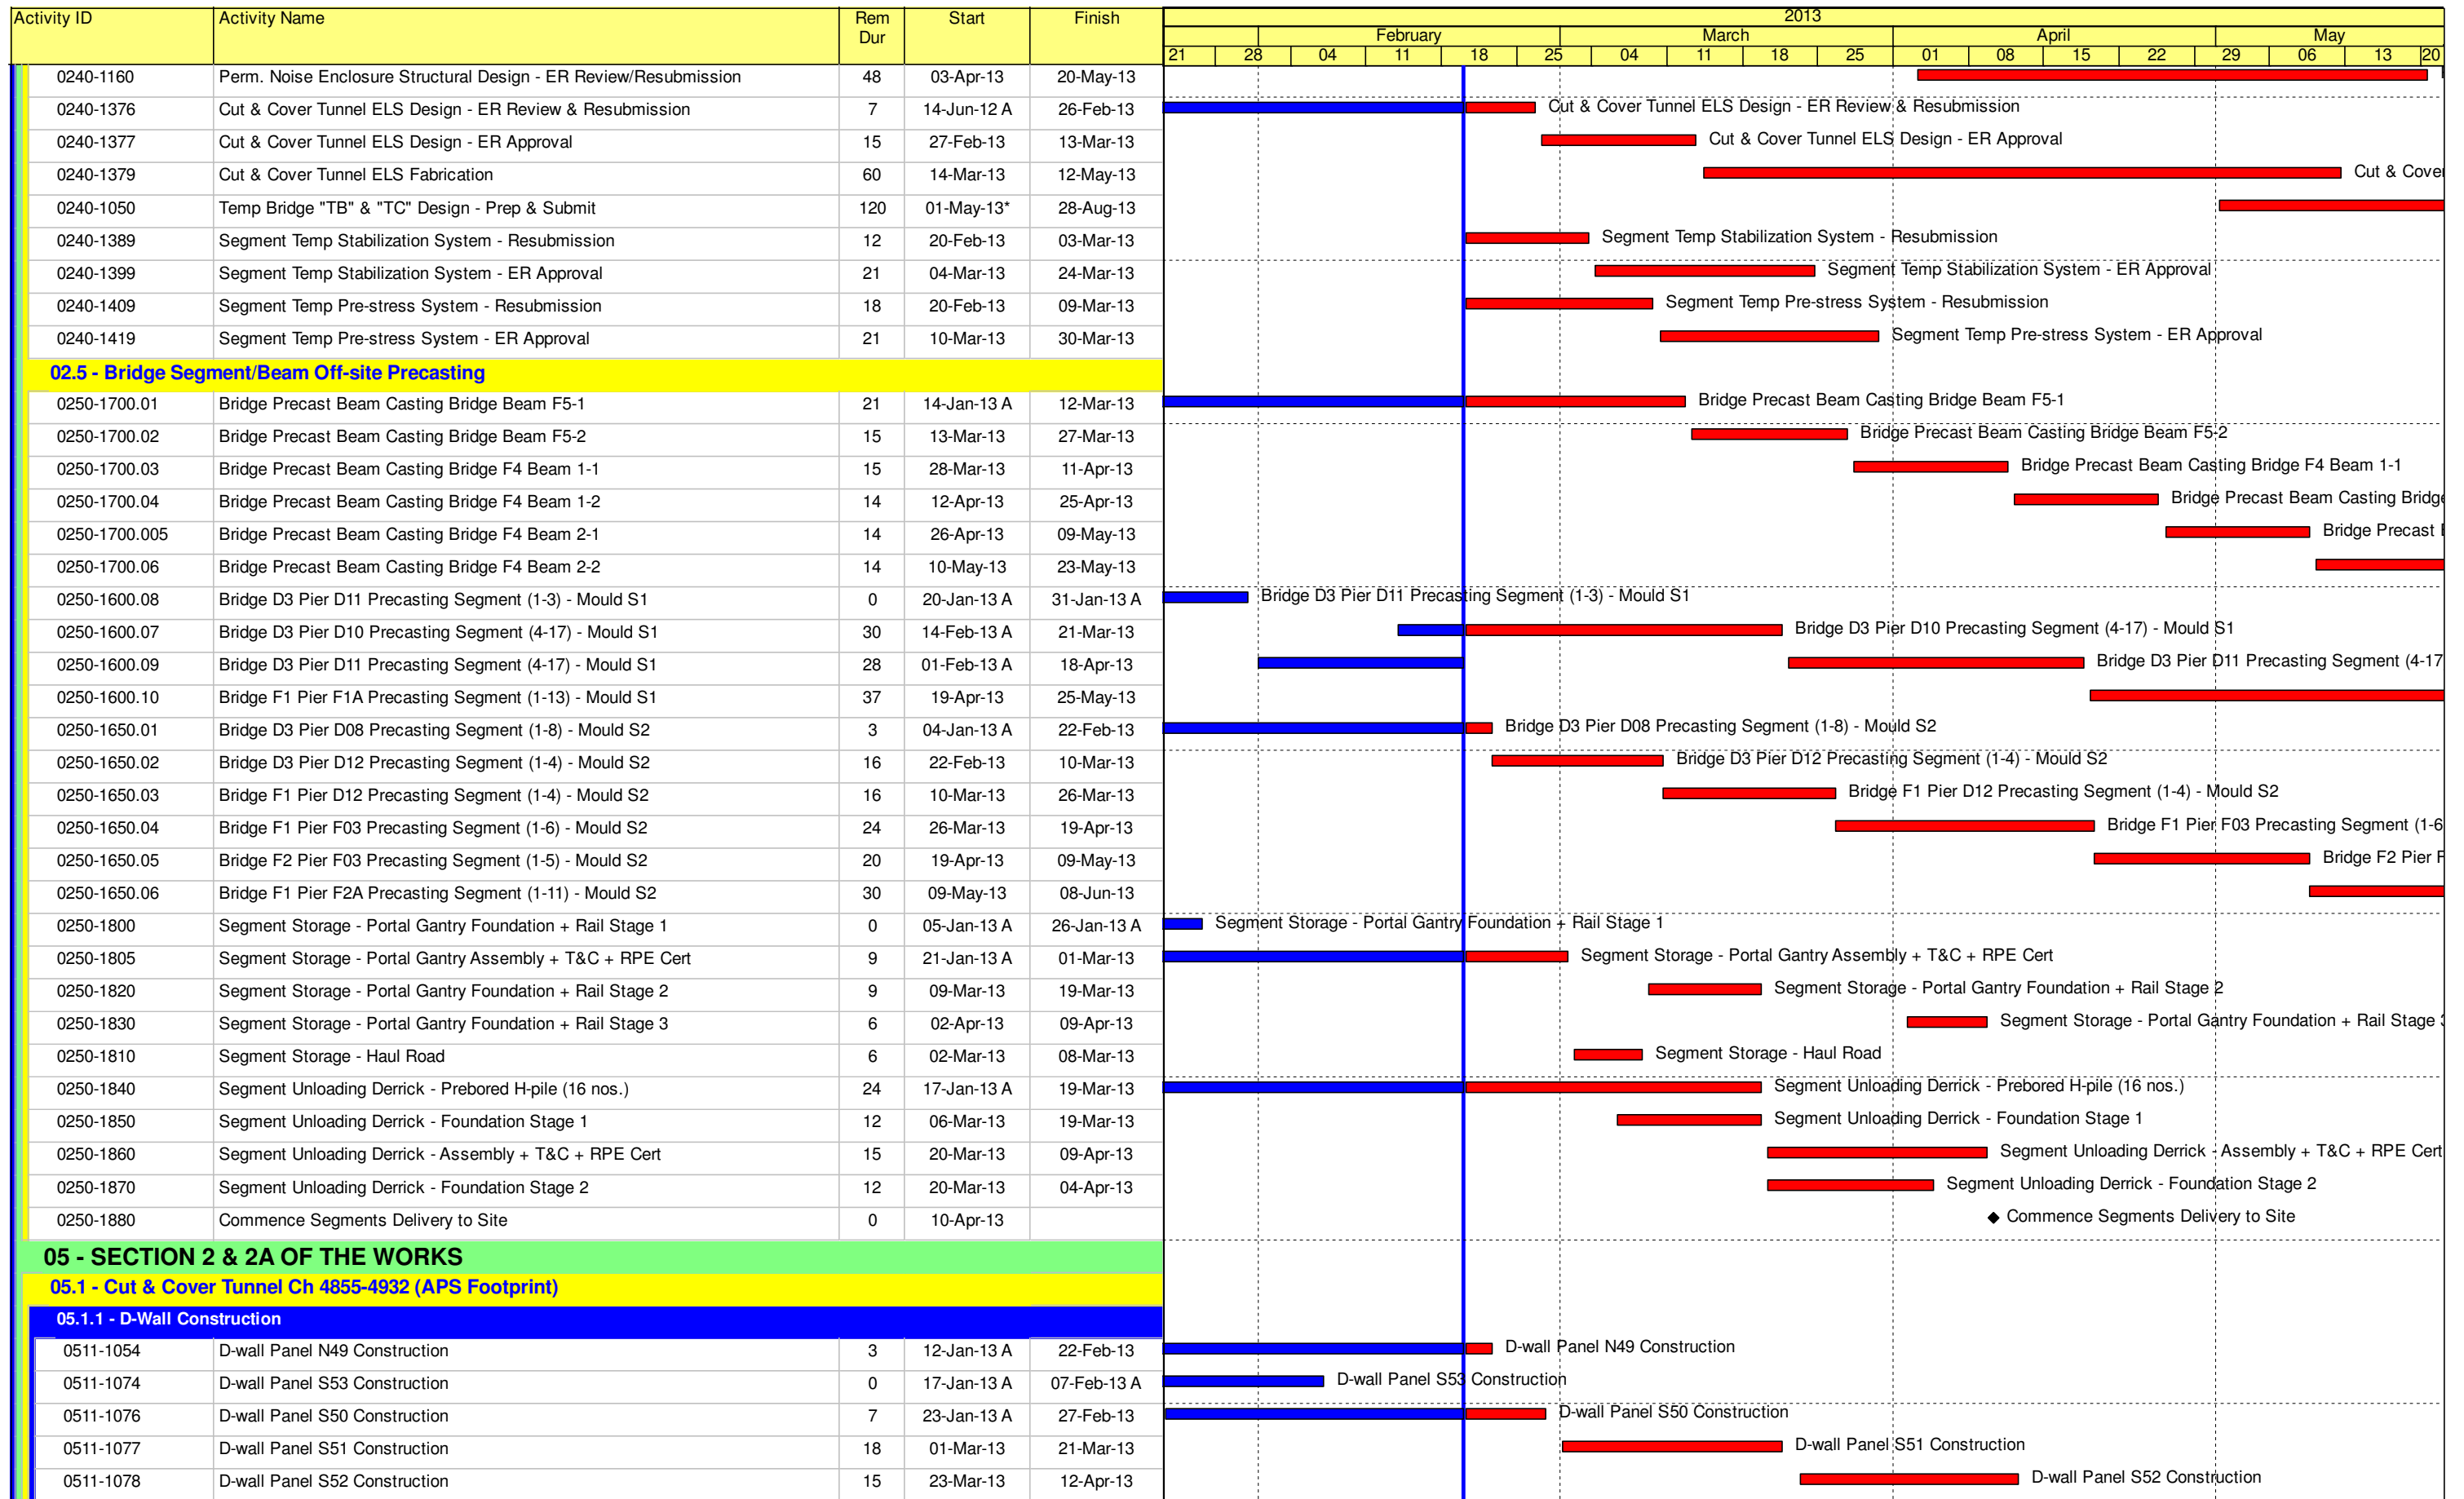 Activity ID Activity Name Rem Dur Start Finish 2013
February March April May
21 28 04 11 18 25 04 11 18 25 01 08 15 22 29 06 13 20
0240-1160 Perm. Noise Enclosure Structural Design - ER Review/Resubmission 48 03-Apr-13 20-May-13
0240-1376 Cut & Cover Tunnel ELS Design - ER Review & Resubmission 7 14-Jun-12 A 26-Feb-13 Cut & Cover Tunnel ELS Design - ER Review & Resubmission
0240-1377 Cut & Cover Tunnel ELS Design - ER Approval 15 27-Feb-13 13-Mar-13 Cut & Cover Tunnel ELS Design - ER Approval
0240-1379 Cut & Cover Tunnel ELS Fabrication 60 14-Mar-13 12-May-13 Cut & Cover
0240-1050 Temp Bridge "TB" & "TC" Design - Prep & Submit 120 01-May-13* 28-Aug-13
0240-1389 Segment Temp Stabilization System - Resubmission 12 20-Feb-13 03-Mar-13 Segment Temp Stabilization System - Resubmission
0240-1399 Segment Temp Stabilization System - ER Approval 21 04-Mar-13 24-Mar-13 Segment Temp Stabilization System - ER Approval
0240-1409 Segment Temp Pre-stress System - Resubmission 18 20-Feb-13 09-Mar-13 Segment Temp Pre-stress System - Resubmission
0240-1419 Segment Temp Pre-stress System - ER Approval 21 10-Mar-13 30-Mar-13 Segment Temp Pre-stress System - ER Approval
02.5 - Bridge Segment/Beam Off-site Precasting
0250-1700.01 Bridge Precast Beam Casting Bridge Beam F5-1 21 14-Jan-13 A 12-Mar-13 Bridge Precast Beam Casting Bridge Beam F5-1
0250-1700.02 Bridge Precast Beam Casting Bridge Beam F5-2 15 13-Mar-13 27-Mar-13 Bridge Precast Beam Casting Bridge Beam F5-2
0250-1700.03 Bridge Precast Beam Casting Bridge F4 Beam 1-1 15 28-Mar-13 11-Apr-13 Bridge Precast Beam Casting Bridge F4 Beam 1-1
0250-1700.04 Bridge Precast Beam Casting Bridge F4 Beam 1-2 14 12-Apr-13 25-Apr-13 Bridge Precast Beam Casting Bridge
0250-1700.005 Bridge Precast Beam Casting Bridge F4 Beam 2-1 14 26-Apr-13 09-May-13 Bridge Precast
0250-1700.06 Bridge Precast Beam Casting Bridge F4 Beam 2-2 14 10-May-13 23-May-13
0250-1600.08 Bridge D3 Pier D11 Precasting Segment (1-3) - Mould S1 0 20-Jan-13 A 31-Jan-13 A Bridge D3 Pier D11 Precasting Segment (1-3) - Mould S1
0250-1600.07 Bridge D3 Pier D10 Precasting Segment (4-17) - Mould S1 30 14-Feb-13 A 21-Mar-13 Bridge D3 Pier D10 Precasting Segment (4-17) - Mould S1
0250-1600.09 Bridge D3 Pier D11 Precasting Segment (4-17) - Mould S1 28 01-Feb-13 A 18-Apr-13 Bridge D3 Pier D11 Precasting Segment (4-17
0250-1600.10 Bridge F1 Pier F1A Precasting Segment (1-13) - Mould S1 37 19-Apr-13 25-May-13
0250-1650.01 Bridge D3 Pier D08 Precasting Segment (1-8) - Mould S2 3 04-Jan-13 A 22-Feb-13 Bridge D3 Pier D08 Precasting Segment (1-8) - Mould S2
0250-1650.02 Bridge D3 Pier D12 Precasting Segment (1-4) - Mould S2 16 22-Feb-13 10-Mar-13 Bridge D3 Pier D12 Precasting Segment (1-4) - Mould S2
0250-1650.03 Bridge F1 Pier D12 Precasting Segment (1-4) - Mould S2 16 10-Mar-13 26-Mar-13 Bridge F1 Pier D12 Precasting Segment (1-4) - Mould S2
0250-1650.04 Bridge F1 Pier F03 Precasting Segment (1-6) - Mould S2 24 26-Mar-13 19-Apr-13 Bridge F1 Pier F03 Precasting Segment (1-6
0250-1650.05 Bridge F2 Pier F03 Precasting Segment (1-5) - Mould S2 20 19-Apr-13 09-May-13 Bridge F2 Pier F
0250-1650.06 Bridge F1 Pier F2A Precasting Segment (1-11) - Mould S2 30 09-May-13 08-Jun-13
0250-1800 Segment Storage - Portal Gantry Foundation + Rail Stage 1 0 05-Jan-13 A 26-Jan-13 A Segment Storage - Portal Gantry Foundation + Rail Stage 1
0250-1805 Segment Storage - Portal Gantry Assembly + T&C + RPE Cert 9 21-Jan-13 A 01-Mar-13 Segment Storage - Portal Gantry Assembly + T&C + RPE Cert
0250-1820 Segment Storage - Portal Gantry Foundation + Rail Stage 2 9 09-Mar-13 19-Mar-13 Segment Storage - Portal Gantry Foundation + Rail Stage 2
0250-1830 Segment Storage - Portal Gantry Foundation + Rail Stage 3 6 02-Apr-13 09-Apr-13 Segment Storage - Portal Gantry Foundation + Rail Stage 3
0250-1810 Segment Storage - Haul Road 6 02-Mar-13 08-Mar-13 Segment Storage - Haul Road
0250-1840 Segment Unloading Derrick - Prebored H-pile (16 nos.) 24 17-Jan-13 A 19-Mar-13 Segment Unloading Derrick - Prebored H-pile (16 nos.)
0250-1850 Segment Unloading Derrick - Foundation Stage 1 12 06-Mar-13 19-Mar-13 Segment Unloading Derrick - Foundation Stage 1
0250-1860 Segment Unloading Derrick - Assembly + T&C + RPE Cert 15 20-Mar-13 09-Apr-13 Segment Unloading Derrick - Assembly + T&C + RPE Cert
0250-1870 Segment Unloading Derrick - Foundation Stage 2 12 20-Mar-13 04-Apr-13 Segment Unloading Derrick - Foundation Stage 2
0250-1880 Commence Segments Delivery to Site 0 10-Apr-13 Commence Segments Delivery to Site
05 - SECTION 2 & 2A OF THE WORKS
05.1 - Cut & Cover Tunnel Ch 4855-4932 (APS Footprint)
05.1.1 - D-Wall Construction
0511-1054 D-wall Panel N49 Construction 3 12-Jan-13 A 22-Feb-13 D-wall Panel N49 Construction
0511-1074 D-wall Panel S53 Construction 0 17-Jan-13 A 07-Feb-13 A D-wall Panel S53 Construction
0511-1076 D-wall Panel S50 Construction 7 23-Jan-13 A 27-Feb-13 D-wall Panel S50 Construction
0511-1077 D-wall Panel S51 Construction 18 01-Mar-13 21-Mar-13 D-wall Panel S51 Construction
0511-1078 D-wall Panel S52 Construction 15 23-Mar-13 12-Apr-13 D-wall Panel S52 Construction